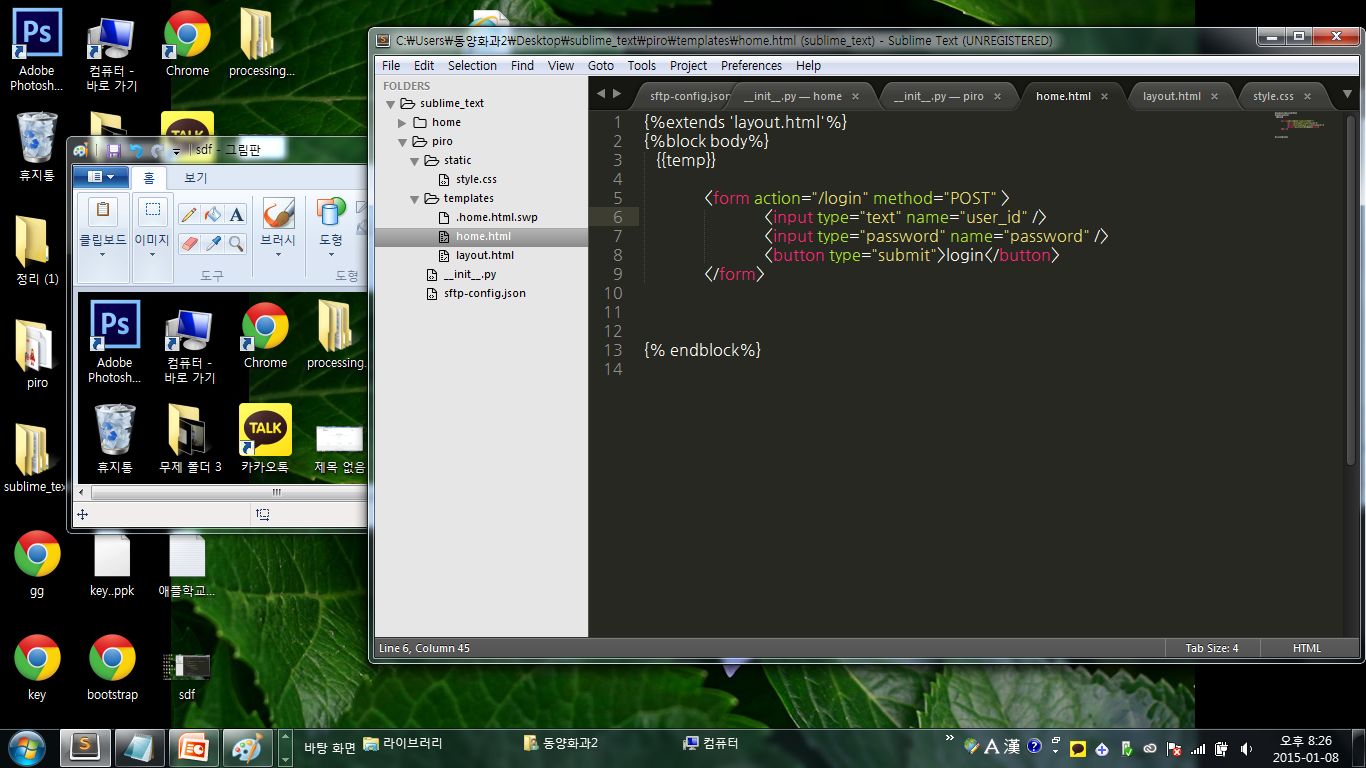 Adobe
Photosh...
컴퓨터 -
바로 가기
Chrome
processing...
휴지통
TALK
정리 (1)
piro
sublime_tex
gg
key..ppk
애플학교...
key
bootstrap
sdf
sdf - 그림판
홈
보기
클립보드
이미지
A
도구
브러시
도형
도형
Adobe
Photosh...
컴퓨터 -
바로 가기
Chrome
processing.
휴지통
무제 폴더 3
TALK
카카오톡
제목 없음
C:₩Users₩동양화과2₩Desktop₩sublime_text₩piro₩templates₩home.html (sublime_text) - Sublime Text (UNREGISTERED)
File Edit Selection Find View Goto Tools Project Preferences Help
FOLDERS
sublime_text
home
piro
static
style.css
templates
.home.html.swp
home.html
layout.html
__init__.py
sftp-config.json
sftp-config.json
__init__.py — home ×
__init__.py — piro ×
home.html ×
layout.html ×
style.css ×
1 {%extends 'layout.html'%}
2 {%block body%}
3 {{temp}}
4
5 <form action="/login" method="POST" >
6 <input type="text" name="user_id" />
7 <input type="password" name="password" />
8 <button type="submit">login</button>
9 </form>
10
11
12
13 {% endblock%}
14
Line 6, Column 45
Tab Size: 4
HTML
바탕 화면
라이브러리
동양화과2
컴퓨터
A 漢
오후 8:26
2015-01-08